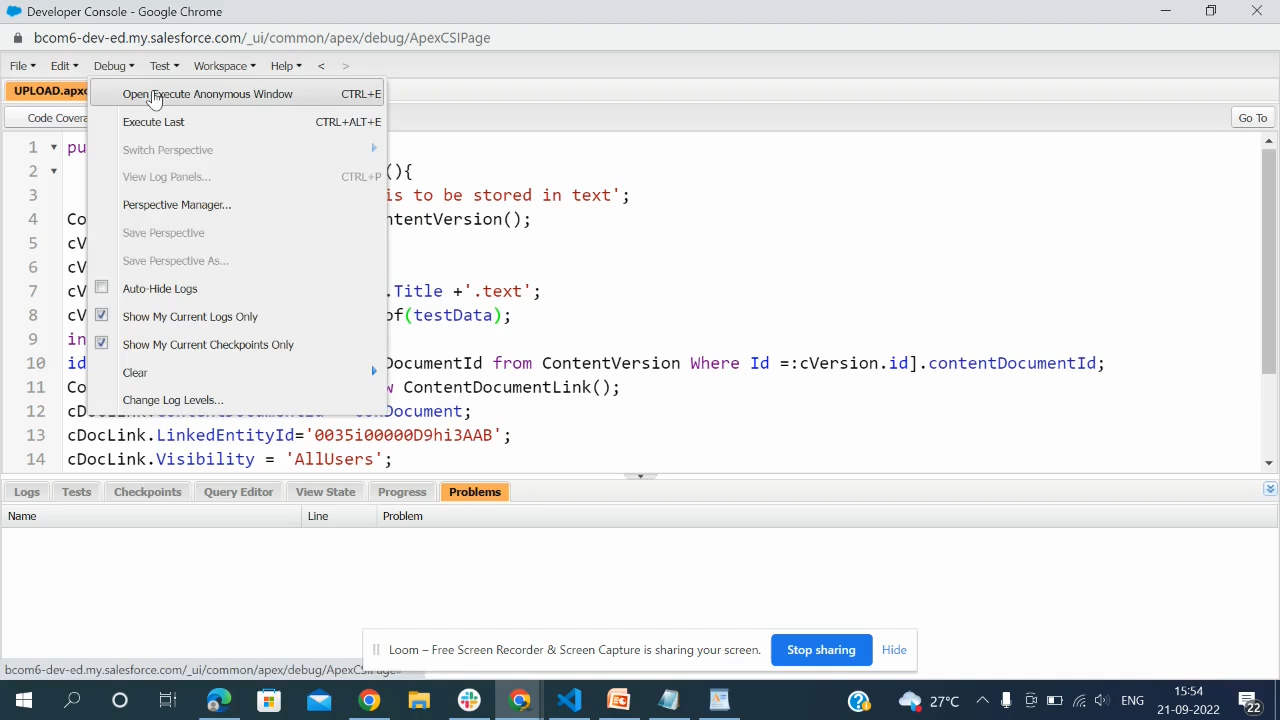 Developer Console - Google Chrome
bcom6-dev-ed.my.salesforce.com/_ui/common/apex/debug/ApexCSIPage
File Edit Debug Test Workspace Help < >
UPLOAD.apxc
Open Execute Anonymous Window CTRL+E
Code Covera Go To
Execute Last CTRL+ALT+E
1 pu
Switch Perspective
2 (){
View Log Panels... CTRL+P
3 is to be stored in text';
Perspective Manager...
4 Co ntentVersion();
Save Perspective
5 cV
Save Perspective As...
6 cV
Auto-Hide Logs
7 cV .Title +'.text';
Show My Current Logs Only
8 cV of(testData);
9 in
Show My Current Checkpoints Only
10 id DocumentId from ContentVersion Where Id =:cVersion.id].contentDocumentId;
Clear
11 Co w ContentDocumentLink();
Change Log Levels...
12 cDocLink.ContentDocumentId = conDocument;
13 cDocLink.LinkedEntityId='0035i00000D9hi3AAB';
14 cDocLink.Visibility = 'AllUsers';
Logs Tests Checkpoints Query Editor View State Progress Problems
Name Line Problem
Loom – Free Screen Recorder & Screen Capture is sharing your screen. Stop sharing Hide
bcom6-dev-ed.my.salesforce.com/_ui/common/apex/debug/ApexCSIPage#
27°C ENG 15:54
21-09-2022 22